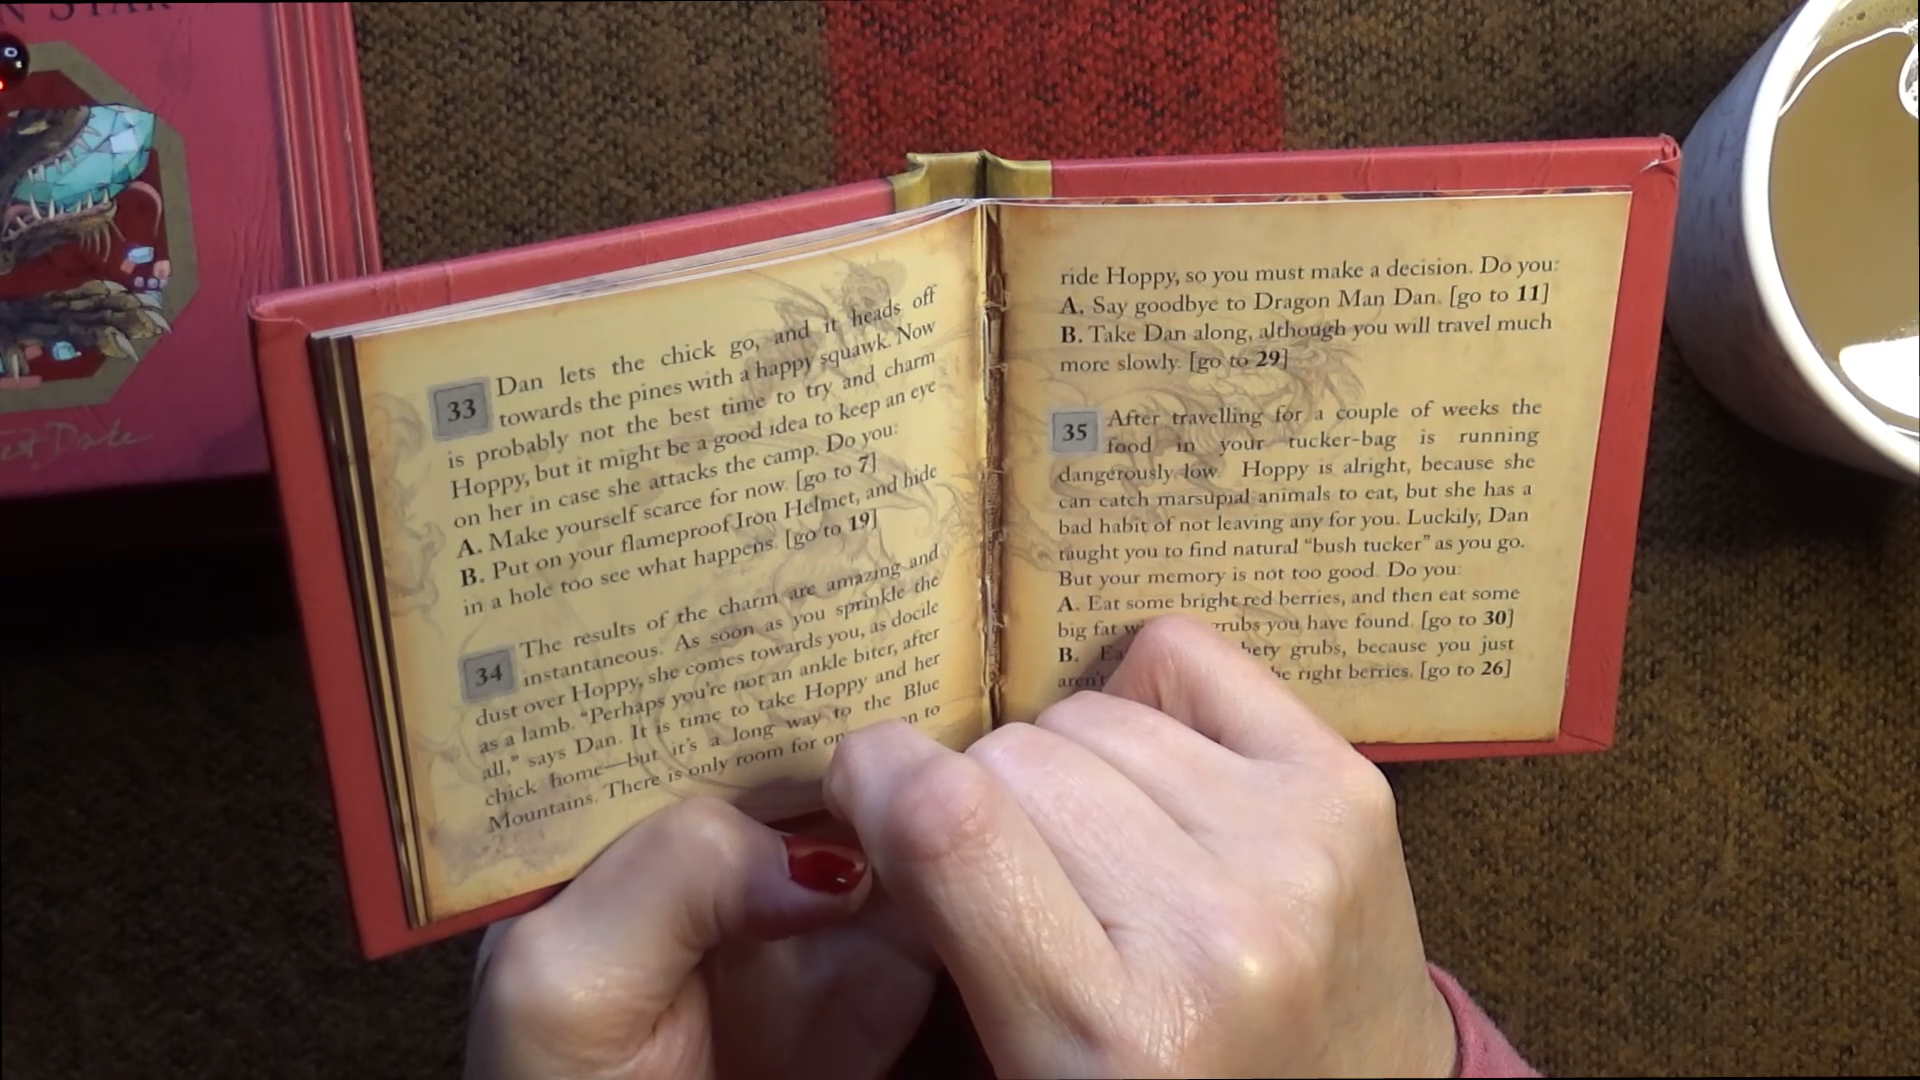 N STAR
33 Dan lets the chick go, and it heads off
towards the pines with a happy squawk. Now
is probably not the best time to try and charm
Hoppy, but it might be a good idea to keep an eye
on her in case she attacks the camp. Do you:
A. Make yourself scarce for now. [go to 7]
B. Put on your flameproof Iron Helmet, and hide
in a hole too see what happens. [go to 19]
34 The results of the charm are amazing and
instantaneous. As soon as you sprinkle the
dust over Hoppy, she comes towards you, as docile
as a lamb. "Perhaps you're not an ankle biter, after
all," says Dan. It is time to take Hoppy and her
chick home—but it's a long way to the Blue
Mountains. There is only room for on to
ride Hoppy, so you must make a decision. Do you:
A. Say goodbye to Dragon Man Dan. [go to 11]
B. Take Dan along, although you will travel much
more slowly. [go to 29]
35 After travelling for a couple of weeks the
food in your tucker-bag is running
dangerously low. Hoppy is alright, because she
can catch marsupial animals to eat, but she has a
bad habit of not leaving any for you. Luckily, Dan
taught you to find natural "bush tucker" as you go.
But your memory is not too good. Do you:
A. Eat some bright red berries, and then eat some
big fat grubs you have found. [go to 30]
B. grubs, because you just
aren't right berries. [go to 26]